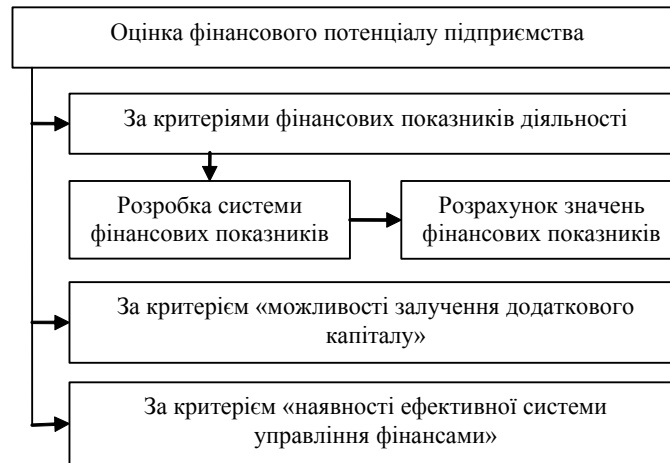 Оцінка фінансового потенціалу підприємства
За критеріями фінансових показників діяльності
Розробка системи
фінансових показників
Розрахунок значень
фінансових показників
За критерієм «можливості залучення додаткового
капіталу»
За критерієм «наявності ефективної системи
управління фінансами»